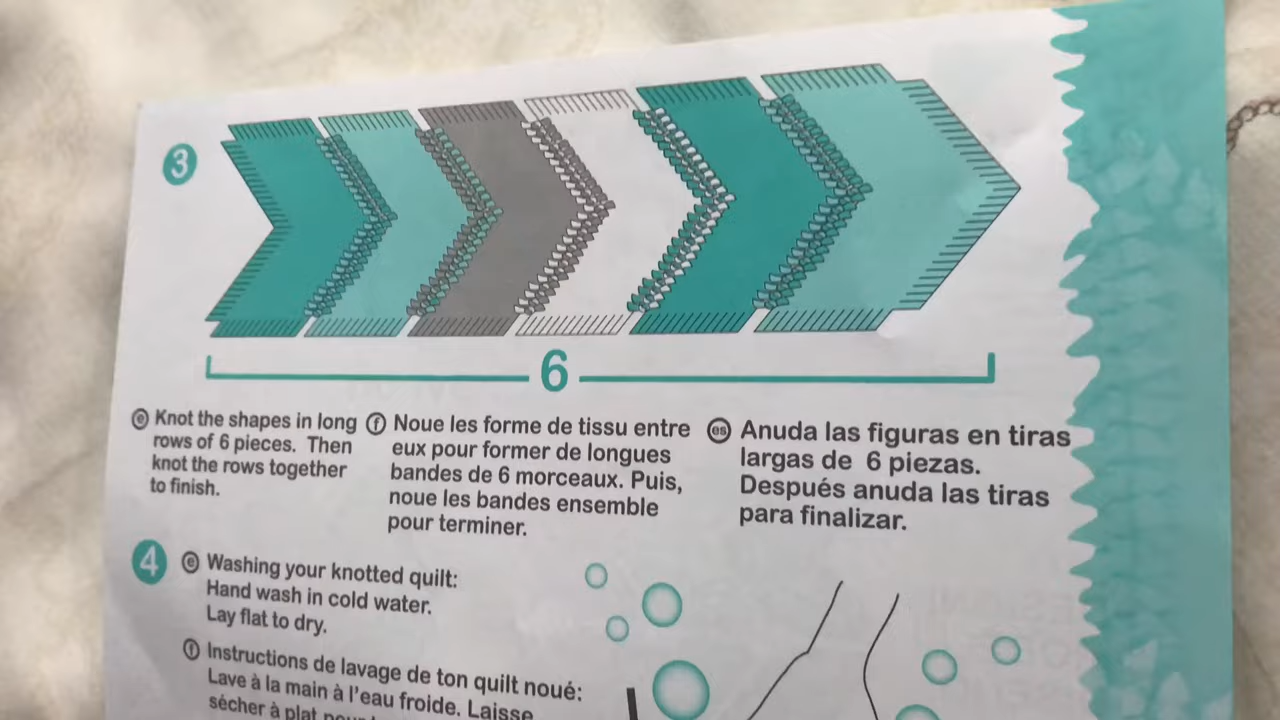 3
6
e Knot the shapes in long
rows of 6 pieces. Then
knot the rows together
to finish.
f Noue les forme de tissu entre
eux pour former de longues
bandes de 6 morceaux. Puis,
noue les bandes ensemble
pour terminer.
es Anuda las figuras en tiras
largas de 6 piezas.
Después anuda las tiras
para finalizar.
4
e Washing your knotted quilt:
Hand wash in cold water.
Lay flat to dry.
f Instructions de lavage de ton quilt noué:
Lave à la main à l'eau froide. Laisse
sécher à plat